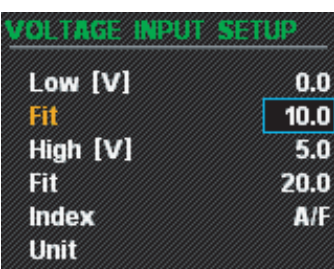 VOLTAGE INPUT SETUP
Low [V] 0.0
Fit 10.0
High [V] 5.0
Fit 20.0
Index A/F
Unit